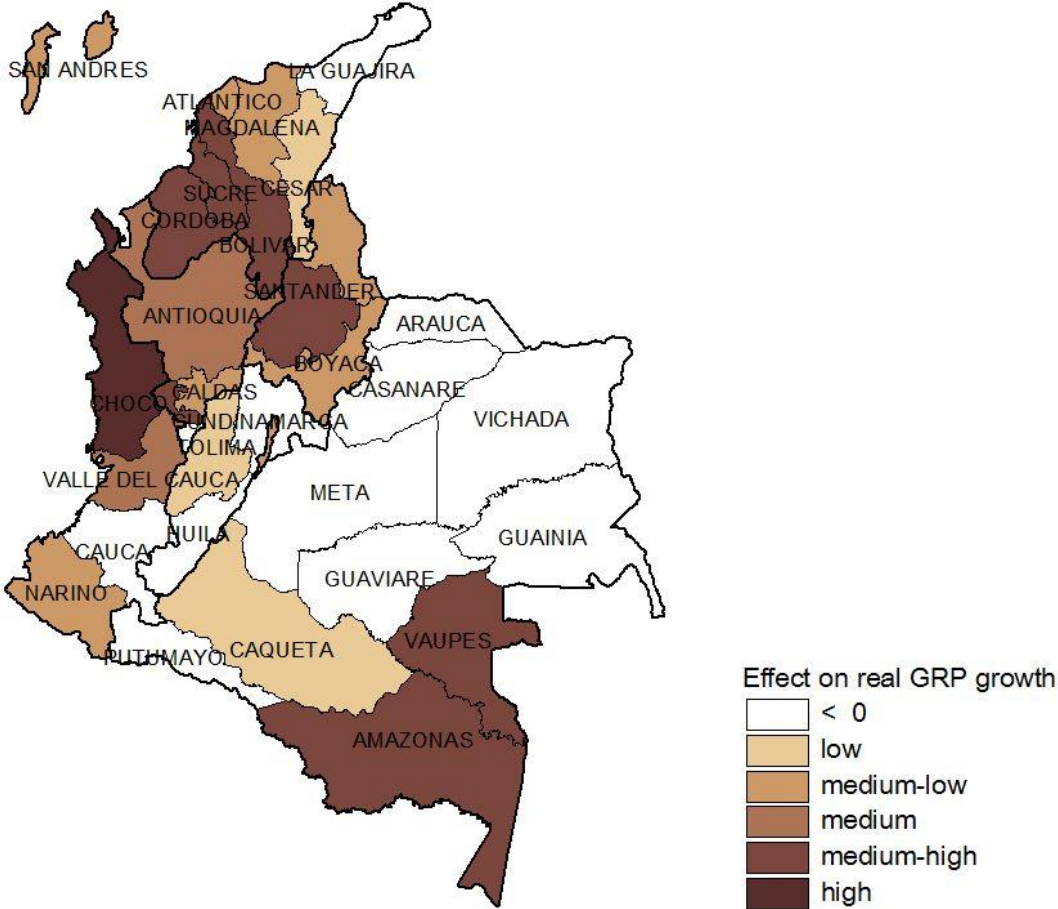 SAN ANDRES
LA GUAJIRA
ATLANTICO
MAGDALENA
SUCRE
CESAR
CORDOBA
BOLIVAR
SANTANDER
ANTIOQUIA
ARAUCA
BOYACA
CALDAS
CASANARE
CHOCO
CUNDINAMARCA
VICHADA
TOLIMA
VALLE DEL CAUCA
META
HUILA
GUAINIA
CAUCA
GUAVIARE
NARINO
VAUPES
PUTUMAYO
CAQUETA
AMAZONAS
Effect on real GRP growth
< 0
low
medium-low
medium
medium-high
high